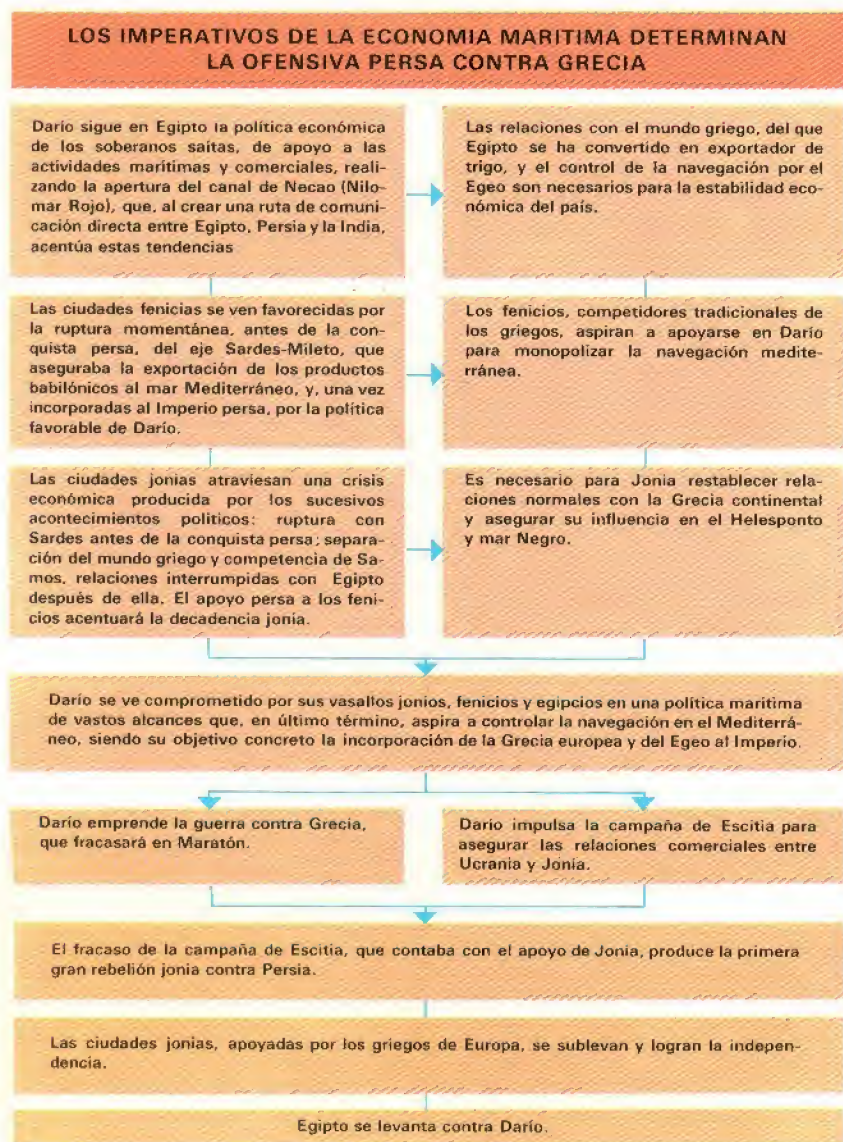 LOS IMPERATIVOS DE LA ECONOMIA MARITIMA DETERMINAN
LA OFENSIVA PERSA CONTRA GRECIA
Darío sigue en Egipto la política económica
de los soberanos saítas, de apoyo a las
actividades marítimas y comerciales, reali-
zando la apertura del canal de Necao (Nilo-
mar Rojo), que, al crear una ruta de comuni-
cación directa entre Egipto, Persia y la India,
acentúa estas tendencias
Las relaciones con el mundo griego, del que
Egipto se ha convertido en exportador de
trigo, y el control de la navegación por el
Egeo son necesarios para la estabilidad eco-
nómica del país.
Las ciudades fenicias se ven favorecidas por
la ruptura momentánea, antes de la con-
quista persa, del eje Sardes-Mileto, que
aseguraba la exportación de los productos
babilónicos al mar Mediterráneo, y, una vez
incorporadas al Imperio persa, por la política
favorable de Darío.
Los fenicios, competidores tradicionales de
los griegos, aspiran a apoyarse en Darío
para monopolizar la navegación medite-
rránea.
Las ciudades jonias atraviesan una crisis
económica producida por los sucesivos
acontecimientos políticos: ruptura con
Sardes antes de la conquista persa; separa-
ción del mundo griego y competencia de Sa-
mos, relaciones interrumpidas con Egipto
después de ella. El apoyo persa a los feni-
cios acentuará la decadencia jonia.
Es necesario para Jonia restablecer rela-
ciones normales con la Grecia continental
y asegurar su influencia en el Helesponto
y mar Negro.
Darío se ve comprometido por sus vasallos jonios, fenicios y egipcios en una política marítima
de vastos alcances que, en último término, aspira a controlar la navegación en el Mediterrá-
neo, siendo su objetivo concreto la incorporación de la Grecia europea y del Egeo al Imperio.
Darío emprende la guerra contra Grecia,
que fracasará en Maratón.
Darío impulsa la campaña de Escitia para
asegurar las relaciones comerciales entre
Ucrania y Jonia.
El fracaso de la campaña de Escitia, que contaba con el apoyo de Jonia, produce la primera
gran rebelión jonia contra Persia.
Las ciudades jonias, apoyadas por los griegos de Europa, se sublevan y logran la indepen-
dencia.
Egipto se levanta contra Darío.